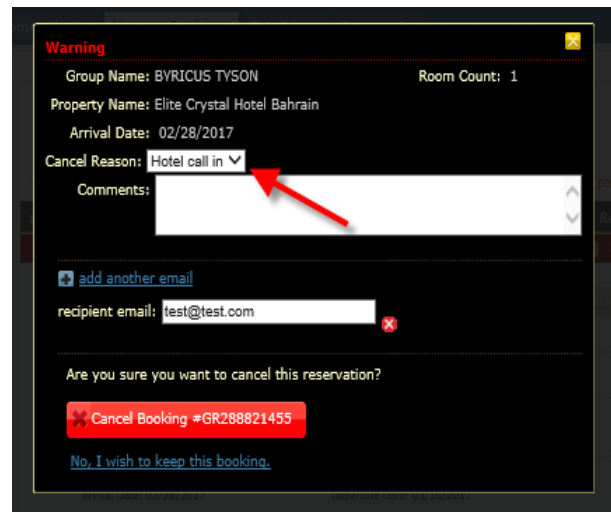 Warning
Group Name: BYRICUS TYSON Room Count: 1
Property Name: Elite Crystal Hotel Bahrain
Arrival Date: 02/28/2017
Cancel Reason: Hotel call in
Comments:
add another email
recipient email: test@test.com
Are you sure you want to cancel this reservation?
Cancel Booking #GR288821455
No, I wish to keep this booking.